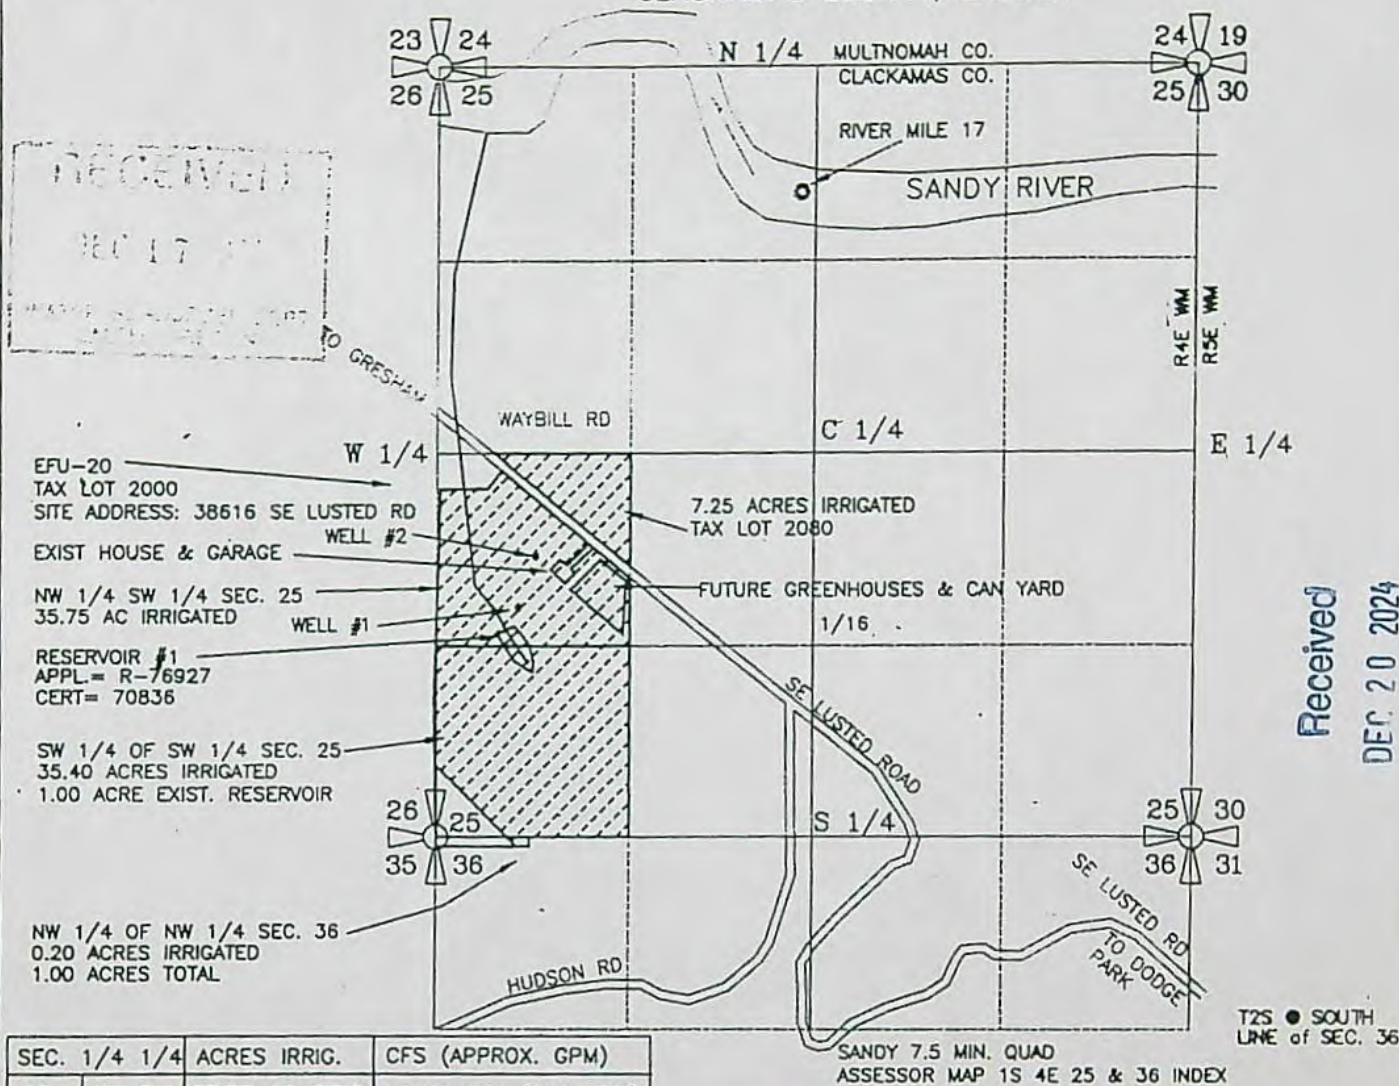 23 24
26 25
N 1/4
MULTNOMAH CO.
CLACKAMAS CO.
24 19
25 30
RIVER MILE 17
SANDY RIVER
RECEIVED
DEC 17
R4E WM
R5E WM
TO GRESHAM
WAYBILL RD
W 1/4
C 1/4
E 1/4
EFU-20
TAX LOT 2000
SITE ADDRESS: 38616 SE LUSTED RD
WELL #2
EXIST HOUSE & GARAGE
NW 1/4 SW 1/4 SEC. 25
35.75 AC IRRIGATED
WELL #1
RESERVOIR #1
APPL.= R-76927
CERT= 70836
7.25 ACRES IRRIGATED
TAX LOT 2080
FUTURE GREENHOUSES & CAN YARD
1/16
SE LUSTED ROAD
SW 1/4 OF SW 1/4 SEC. 25
35.40 ACRES IRRIGATED
1.00 ACRE EXIST. RESERVOIR
Received
DEC 20 2024
26 25
35 36
S 1/4
25 30
36 31
NW 1/4 OF NW 1/4 SEC. 36
0.20 ACRES IRRIGATED
1.00 ACRES TOTAL
HUDSON RD
SE LUSTED RD
TO DODGE
PARK
T2S SOUTH
LINE of SEC. 36
SEC. 1/4 1/4 ACRES IRRIG. CFS (APPROX. GPM)
SANDY 7.5 MIN. QUAD
ASSESSOR MAP 1S 4E 25 & 36 INDEX